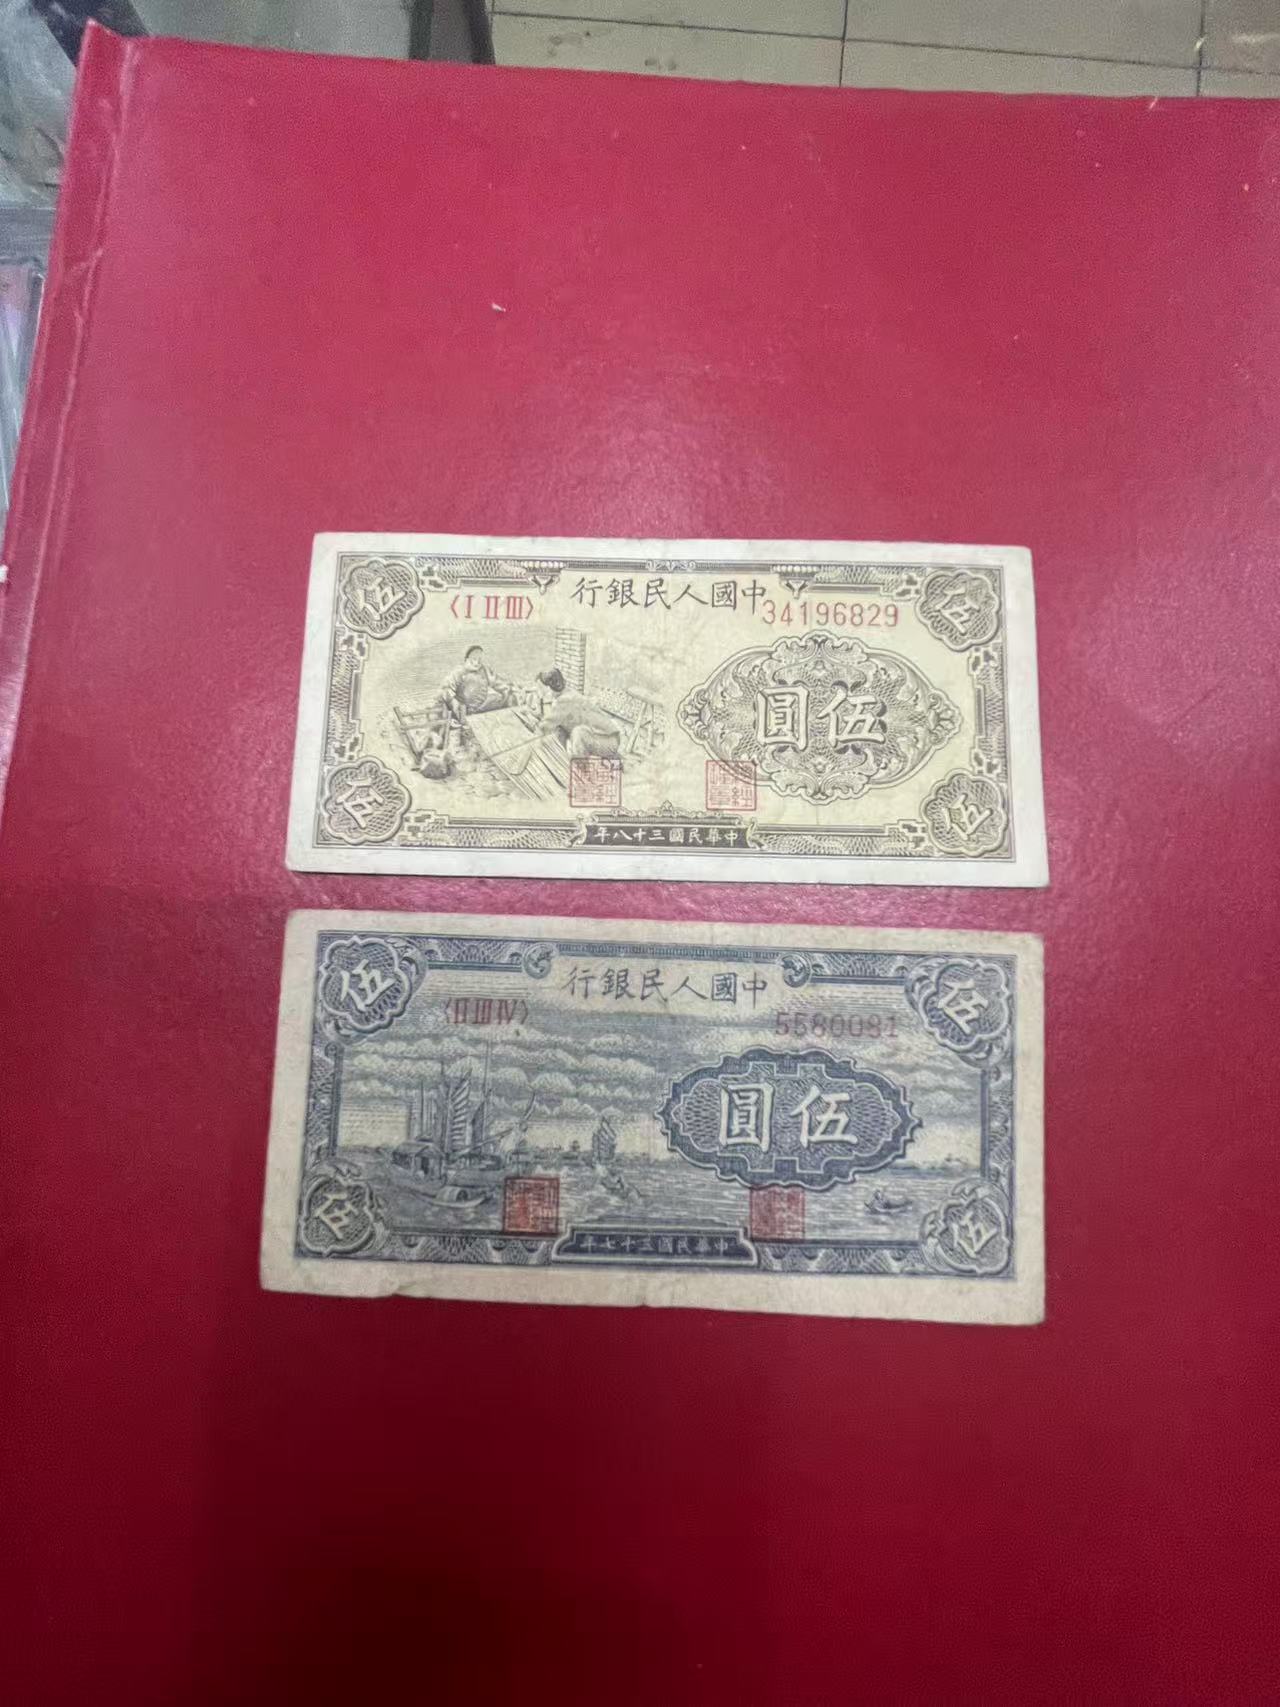 伍
中國人民銀行
伍
〈I II III〉
34196829
伍圓
伍
中華民國三十八年
伍
伍
中國人民銀行
伍
〈II III IV〉
5580081
伍圓
伍
中華民國三十七年
伍